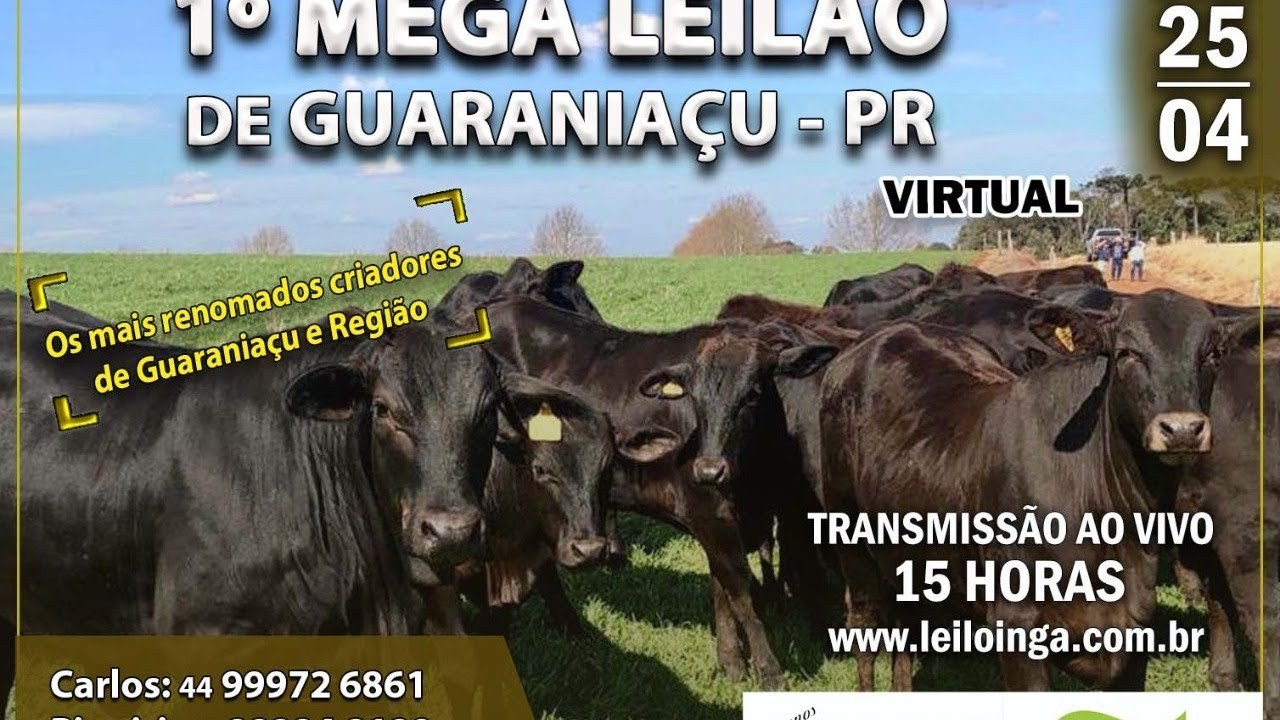 1º MEGA LEILÃO
DE GUARANIAÇU - PR
25
04
VIRTUAL
Os mais renomados criadores
de Guaraniaçu e Região
TRANSMISSÃO AO VIVO
15 HORAS
www.leiloinga.com.br
Carlos: 44 99972 6861